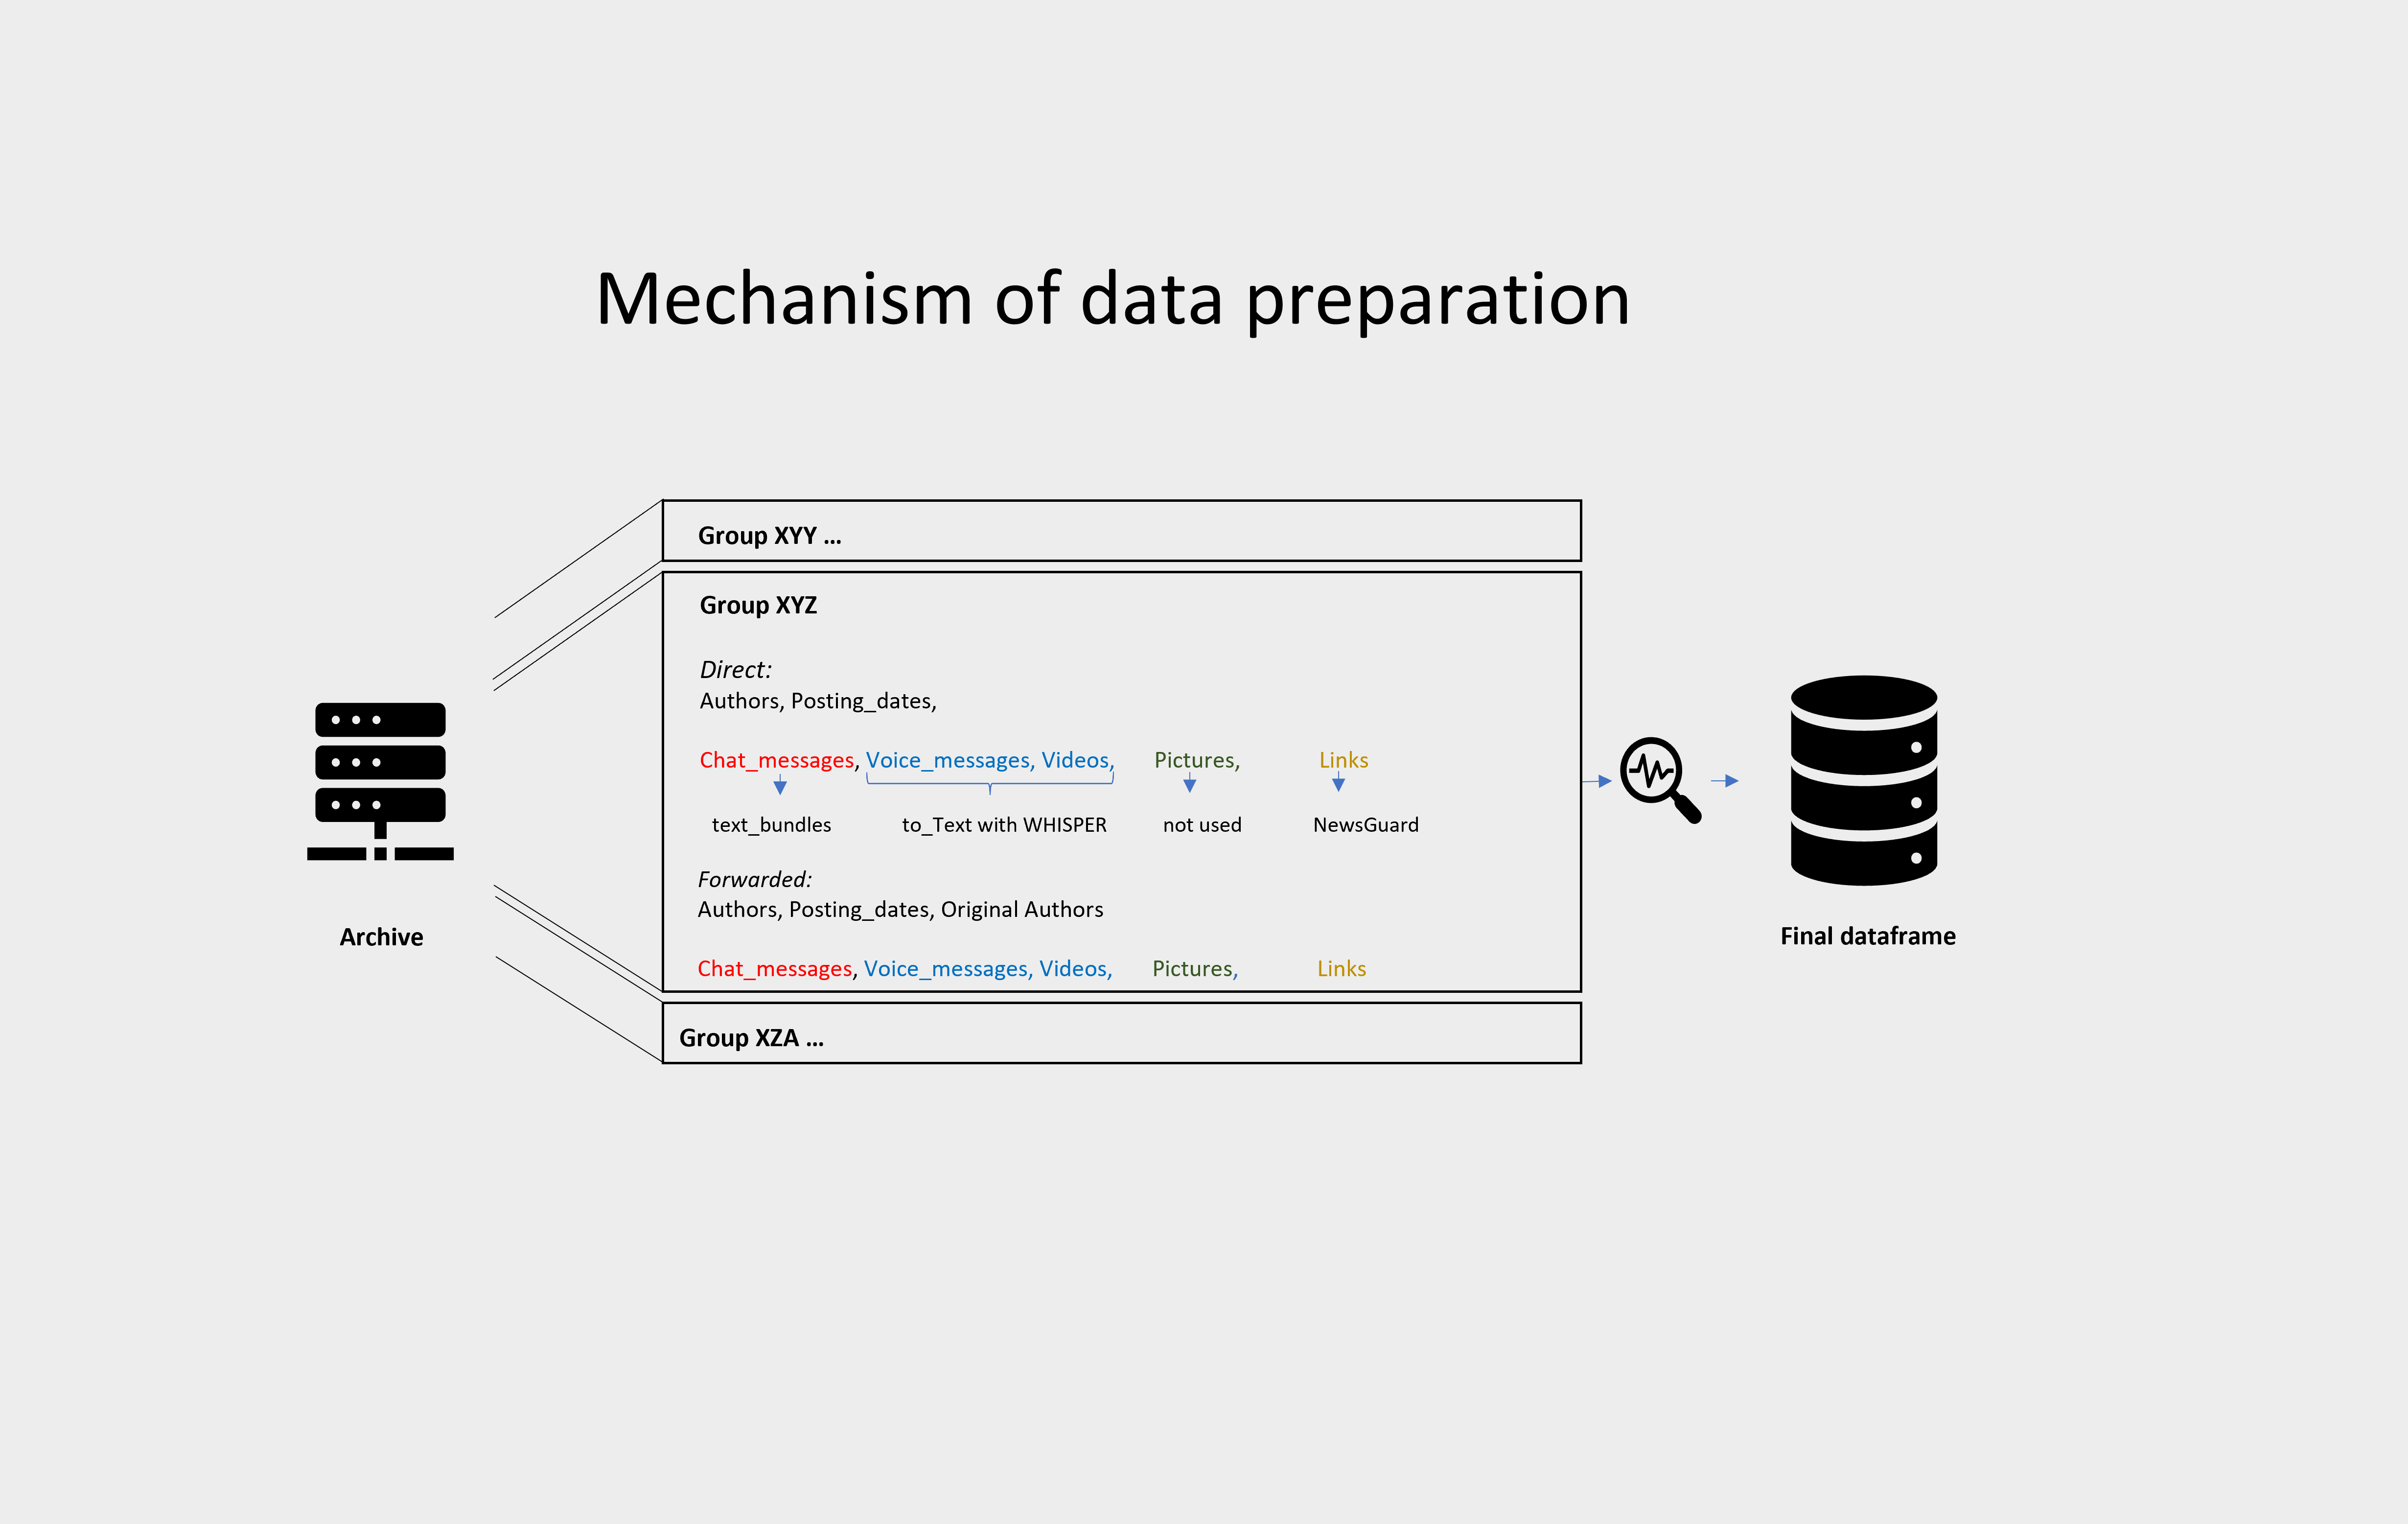 Mechanism of data preparation
Group XYY ...
Group XYZ
Direct:
Authors, Posting_dates,
Chat_messages, Voice_messages, Videos, Pictures, Links
text_bundles to_Text with WHISPER not used NewsGuard
Forwarded:
Authors, Posting_dates, Original Authors
Chat_messages, Voice_messages, Videos, Pictures, Links
Group XZA ...
Archive
Final dataframe